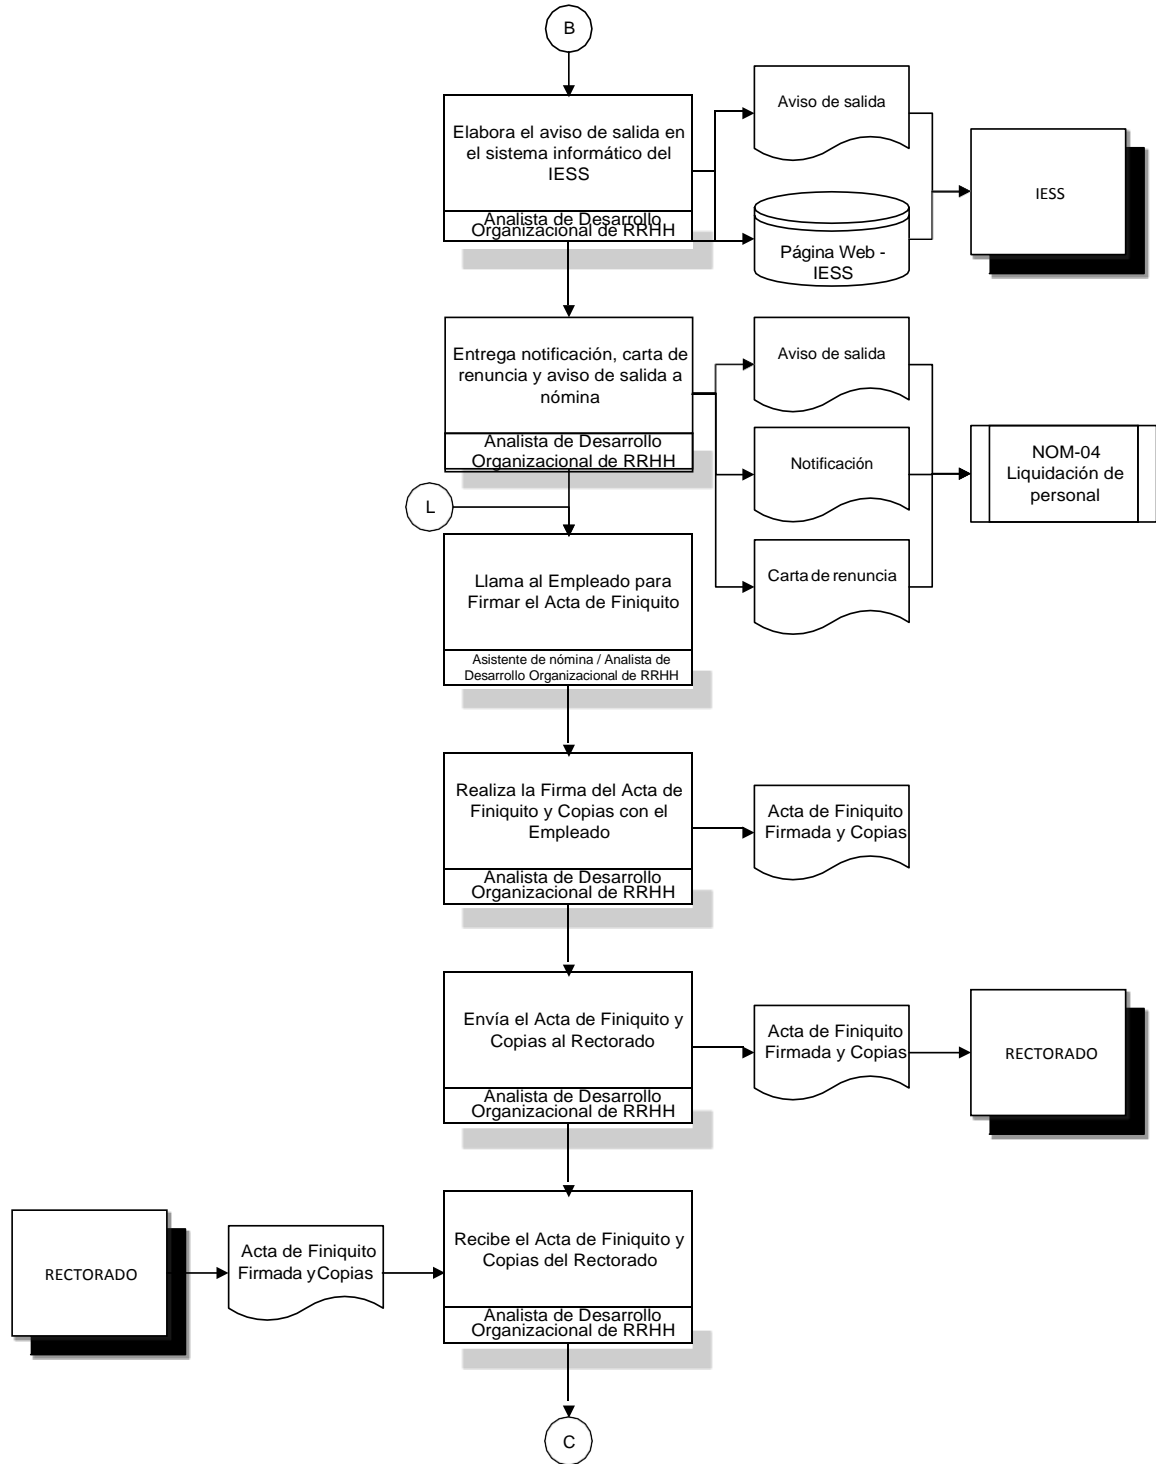 B
Elabora el aviso de salida en
el sistema informático del
IESS
Analista de Desarrollo
Organizacional de RRHH
Aviso de salida
Página Web -
IESS
IESS
Entrega notificación, carta de
renuncia y aviso de salida a
nómina
Analista de Desarrollo
Organizacional de RRHH
Aviso de salida
Notificación
Carta de renuncia
NOM-04
Liquidación de
personal
L
Llama al Empleado para
Firmar el Acta de Finiquito
Asistente de nómina / Analista de
Desarrollo Organizacional de RRHH
Realiza la Firma del Acta de
Finiquito y Copias con el
Empleado
Analista de Desarrollo
Organizacional de RRHH
Acta de Finiquito
Firmada y Copias
Envía el Acta de Finiquito y
Copias al Rectorado
Analista de Desarrollo
Organizacional de RRHH
Acta de Finiquito
Firmada y Copias
RECTORADO
RECTORADO
Acta de Finiquito
Firmada y Copias
Recibe el Acta de Finiquito y
Copias del Rectorado
Analista de Desarrollo
Organizacional de RRHH
C